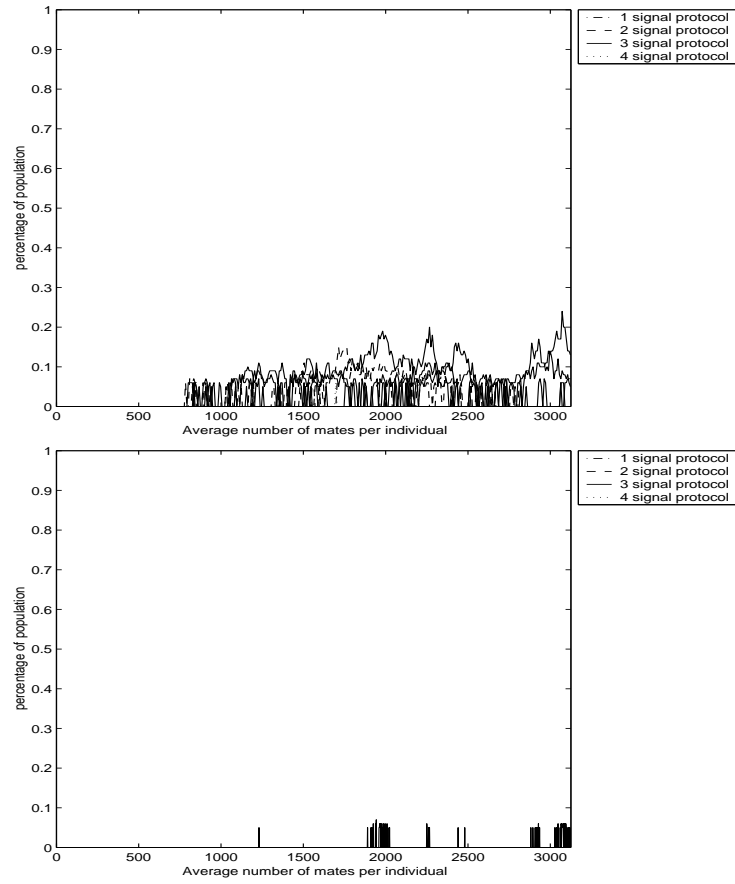 1
0.9
0.8
0.7
0.6
0.5
0.4
0.3
0.2
0.1
0
percentage of population
0 500 1000 1500 2000 2500 3000
Average number of mates per individual
1 signal protocol
2 signal protocol
3 signal protocol
4 signal protocol
1
0.9
0.8
0.7
0.6
0.5
0.4
0.3
0.2
0.1
0
percentage of population
0 500 1000 1500 2000 2500 3000
Average number of mates per individual
1 signal protocol
2 signal protocol
3 signal protocol
4 signal protocol